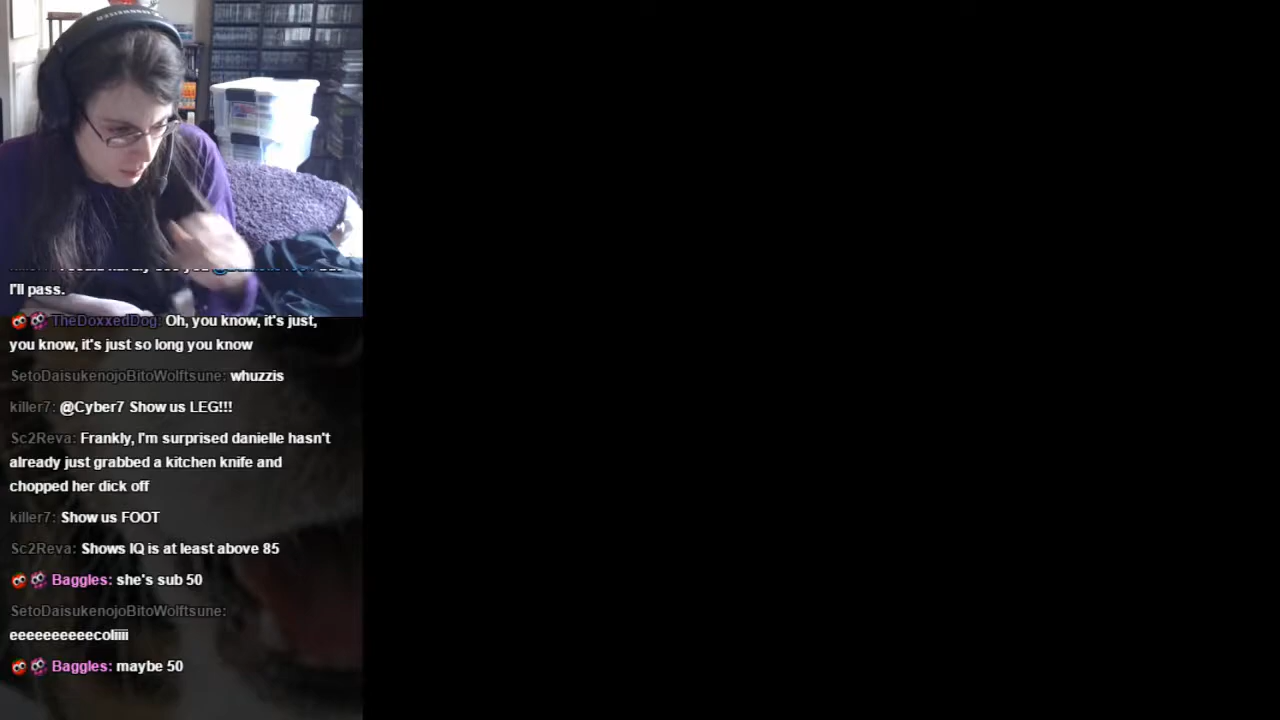 I'll pass.
TheDoxxedDog: Oh, you know, it's just,
you know, it's just so long you know
SetoDaisukenojoBitoWolftsune: whuzzis
killer7: @Cyber7 Show us LEG!!!
Sc2Reva: Frankly, I'm surprised danielle hasn't
already just grabbed a kitchen knife and
chopped her dick off
killer7: Show us FOOT
Sc2Reva: Shows IQ is at least above 85
Baggles: she's sub 50
SetoDaisukenojoBitoWolftsune:
eeeeeeeeeecoliiii
Baggles: maybe 50